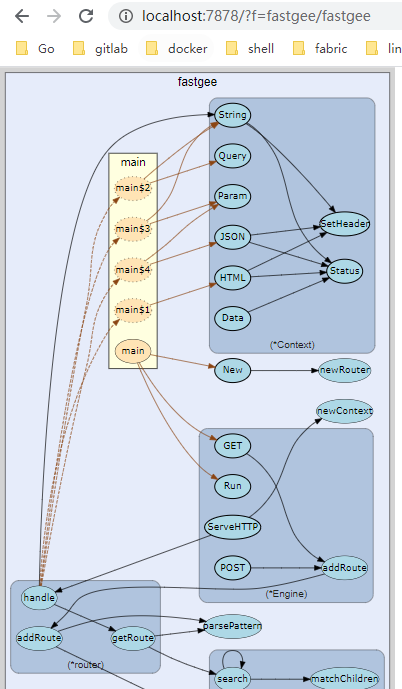 localhost:7878/?f=fastgee/fastgee
Go gitlab docker shell fabric lin
fastgee
main
main$2
main$3
main$4
main$1
main
String
Query
Param
JSON
HTML
Data
SetHeader
Status
(*Context)
New
newRouter
newContext
GET
Run
ServeHTTP
POST
addRoute
(*Engine)
handle
addRoute
getRoute
(*router)
parsePattern
search
matchChildren